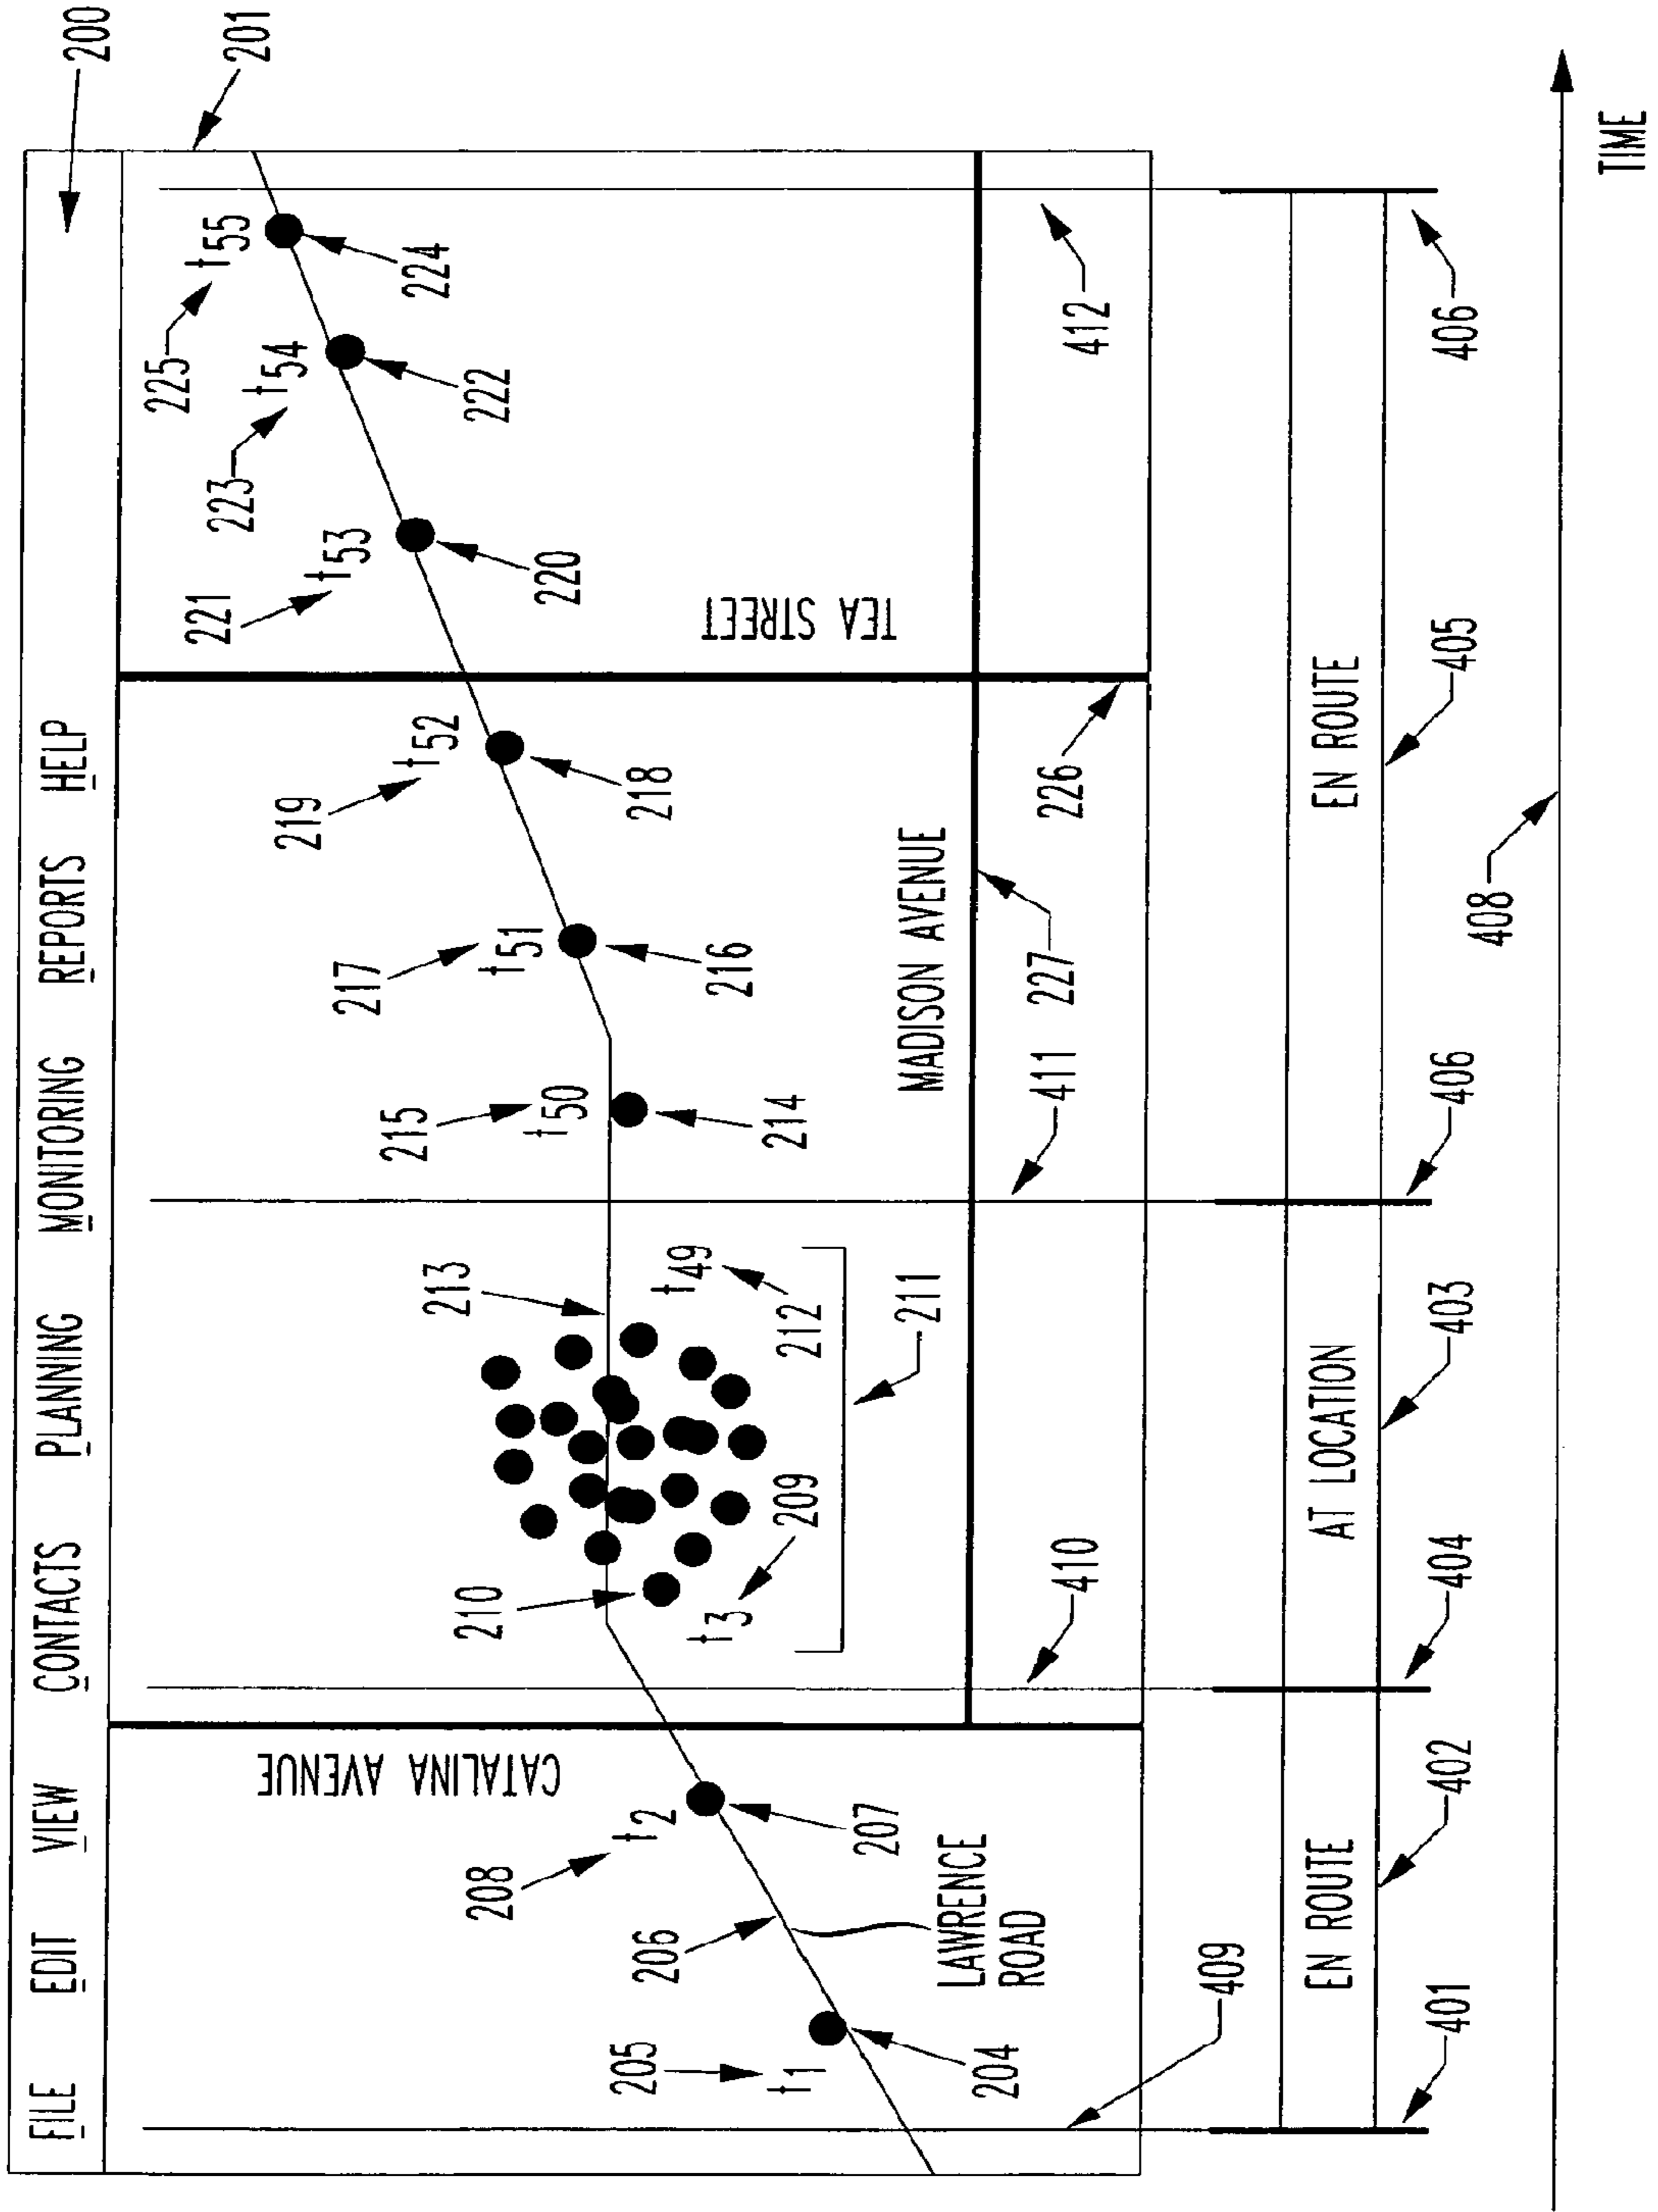 FILE EDIT VIEW CONTACTS PLANNING MONITORING REPORTS HELP
200
201
225
t55
223
t54
224
221
t53
222
219
t52
220
217
t51
218
215
t50
216
213
214
210
t49
212
t3
209
211
208
t2
207
206
205
t1
204
CATALINA AVENUE
LAWRENCE
ROAD
MADISON AVENUE
TEA STREET
409
410
411
227
226
412
EN ROUTE
AT LOCATION
EN ROUTE
401
402
404
403
406
405
406
408
TIME